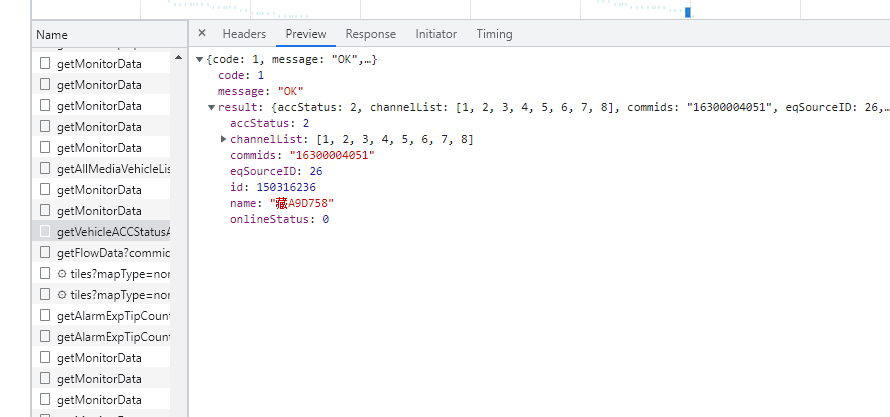 Name
getMonitorData
getMonitorData
getMonitorData
getMonitorData
getMonitorData
getAllMediaVehicleLis
getMonitorData
getMonitorData
getVehicleACCStatusA
getFlowData?commid
tiles?mapType=nor
tiles?mapType=nor
getAlarmExpTipCount
getAlarmExpTipCount
getMonitorData
getMonitorData
getMonitorData
Headers Preview Response Initiator Timing
{code: 1, message: "OK",…}
code: 1
message: "OK"
result: {accStatus: 2, channelList: [1, 2, 3, 4, 5, 6, 7, 8], commids: "16300004051", eqSourceID: 26,…
accStatus: 2
channelList: [1, 2, 3, 4, 5, 6, 7, 8]
commids: "16300004051"
eqSourceID: 26
id: 150316236
name: "藏A9D758"
onlineStatus: 0